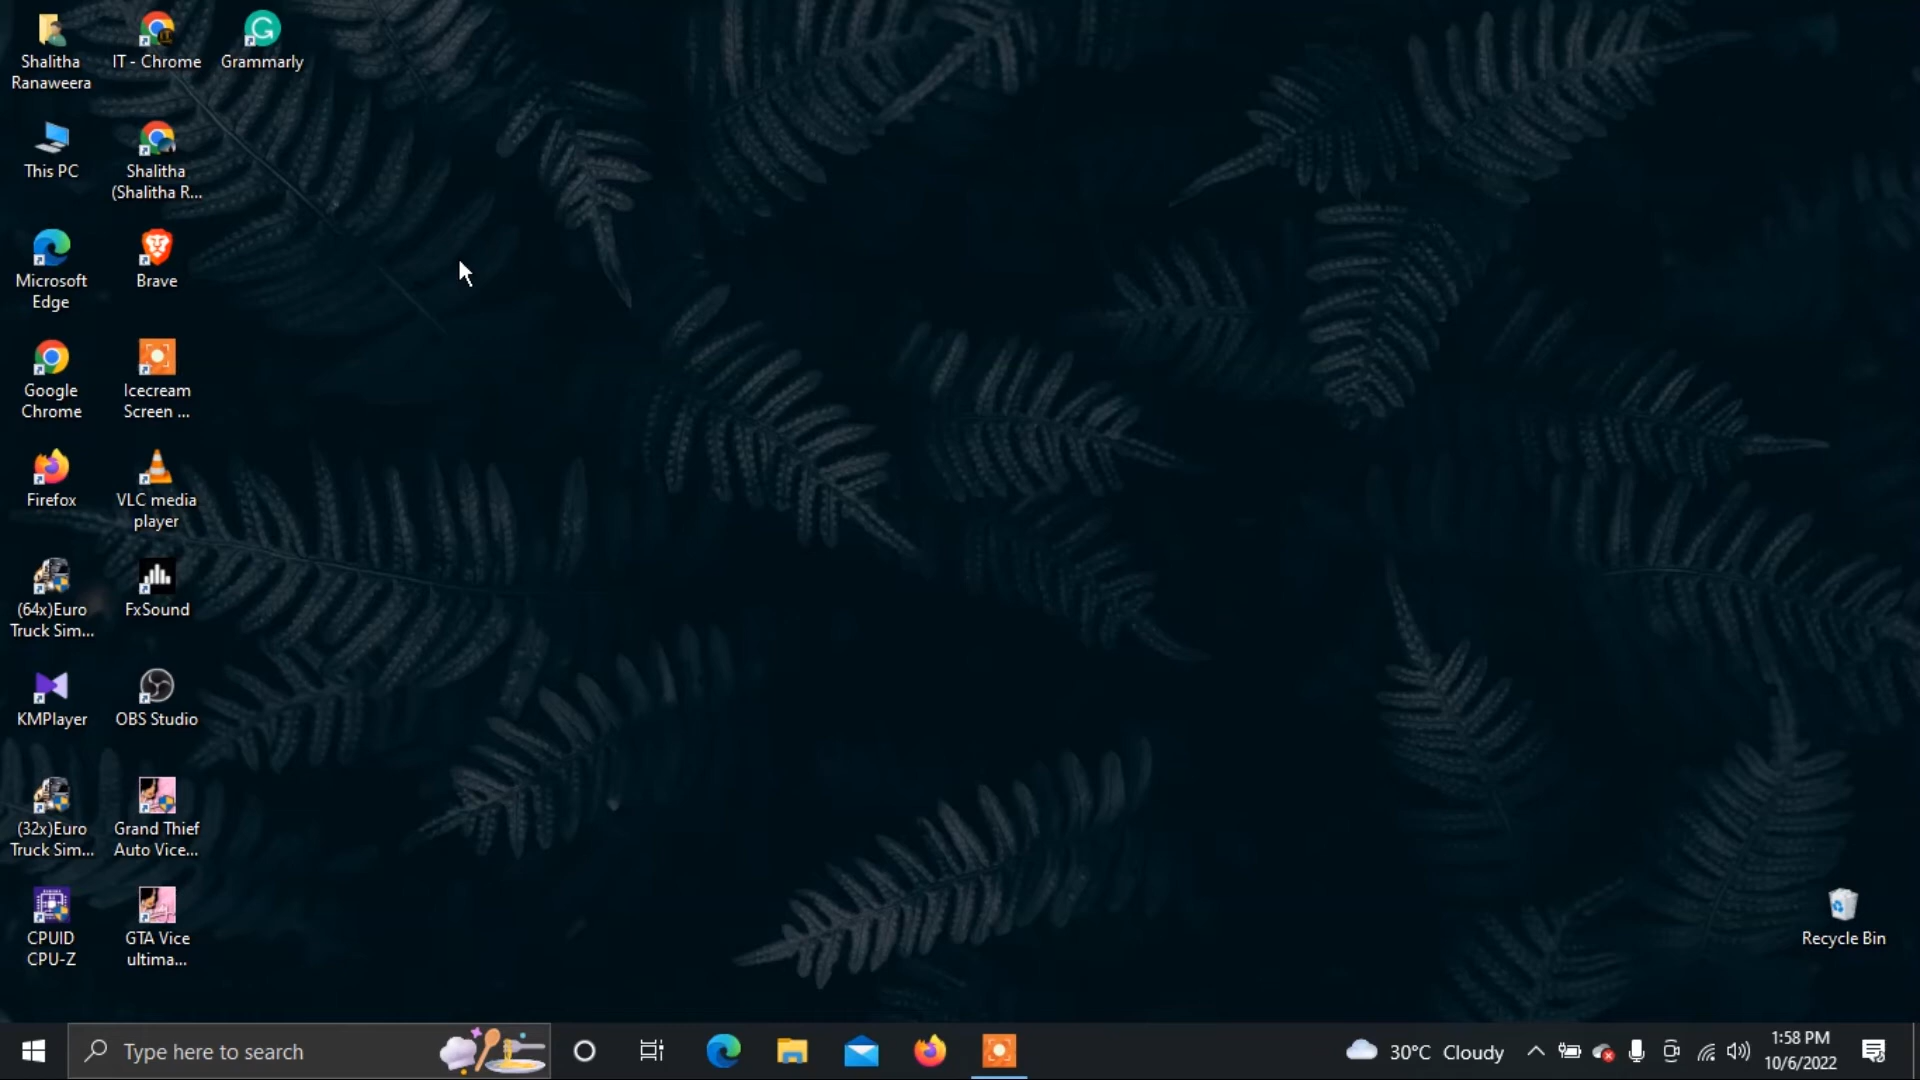 Shalitha
Ranaweera
IT - Chrome
Grammarly
This PC
Shalitha
(Shalitha R...
Microsoft
Edge
Brave
Google
Chrome
Icecream
Screen ...
Firefox
VLC media
player
(64x)Euro
Truck Sim...
FxSound
KMPlayer
OBS Studio
(32x)Euro
Truck Sim...
Grand Thief
Auto Vice...
CPUID
CPU-Z
GTA Vice
ultima...
Recycle Bin
Type here to search
30°C Cloudy
1:58 PM
10/6/2022